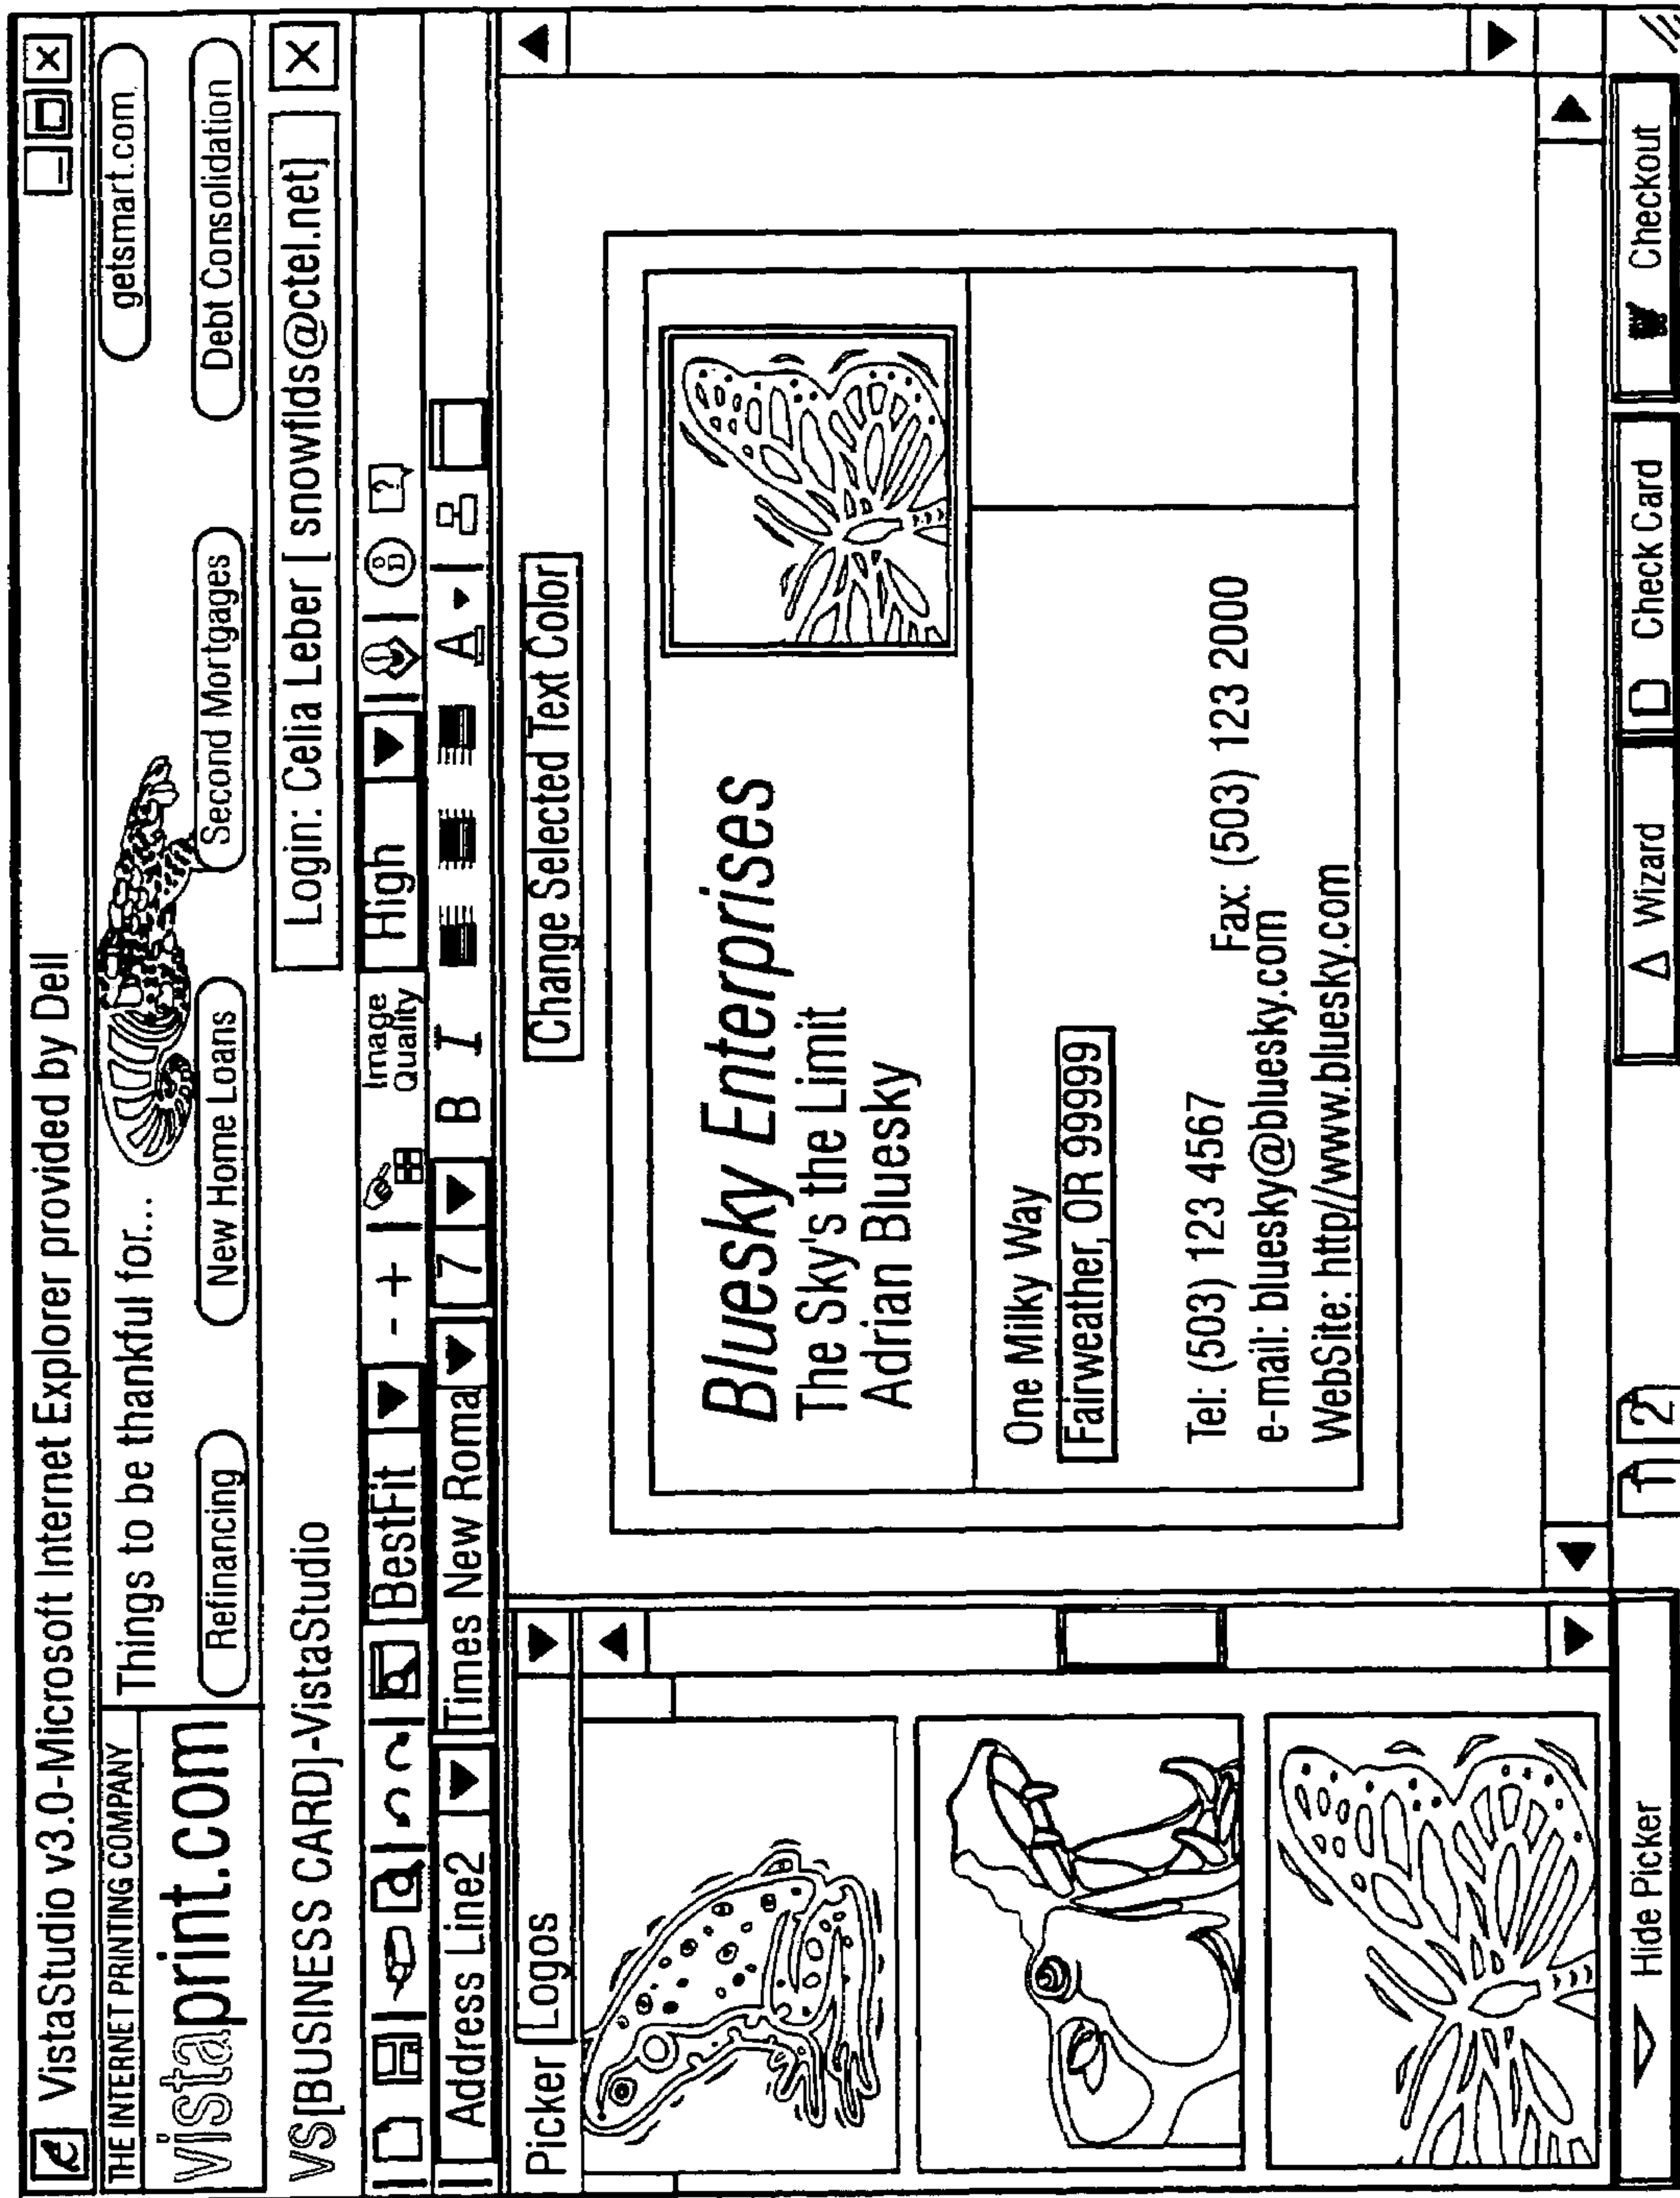 VistaStudio v3.0-Microsoft Internet Explorer provided by Dell
THE INTERNET PRINTING COMPANY
vistaprint.com
Things to be thankful for...
getsmart.com
Refinancing
New Home Loans
Second Mortgages
Debt Consolidation
VS[BUSINESS CARD]-VistaStudio
Login: Celia Leber [ snowflds@ctel.net]
BestFit
- +
Image
Quality
High
?
Address Line2
Times New Roma
7
B I
A
Picker
Logos
Change Selected Text Color
Bluesky Enterprises
The Sky's the Limit
Adrian Bluesky
One Milky Way
Fairweather, OR 99999
Tel: (503) 123 4567
Fax: (503) 123 2000
e-mail: bluesky@bluesky.com
WebSite: http//www.bluesky.com
Hide Picker
1 2
Wizard
Check Card
Checkout